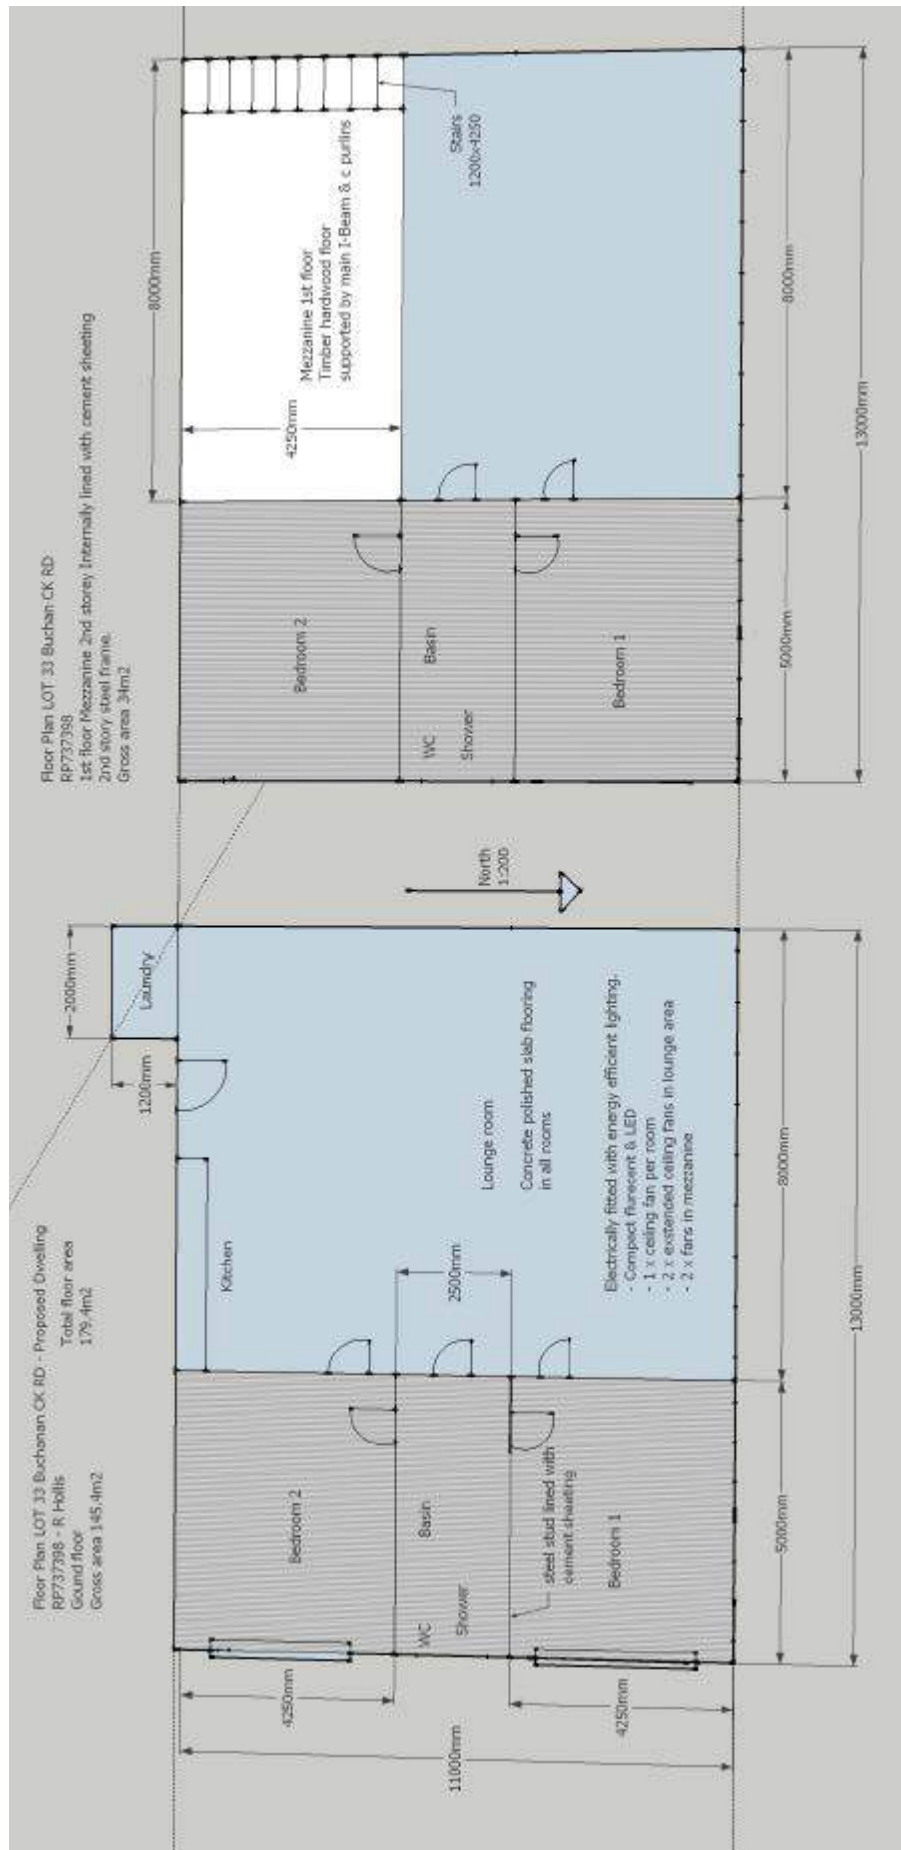 Floor Plan LOT 33 Buchanan CK RD - Proposed Dwelling
RP737398 - R Hollis
Gound floor
Gross area 145.4m2
Total floor area
179.4m2
2000mm
1200mm
Laundry
Kitchen
Lounge room
Concrete polished slab flooring
in all rooms
Electrically fitted with energy efficient lighting.
- Compact flurecent & LED
- 1 x ceiling fan per room
- 2 x exstended ceiling fans in lounge area
- 2 x fans in mezzanine
2500mm
Bedroom 2
Basin
WC
Shower
steel stud lined with
cement sheeting
Bedroom 1
4250mm
4250mm
11000mm
5000mm
8000mm
13000mm
North
1:200
Floor Plan LOT 33 Buchan CK RD
RP737398
1st floor Mezzanine 2nd storey Internally lined with cement sheeting
2nd story steel frame.
Gross area 34m2
8000mm
4250mm
Mezzanine 1st floor
Timber hardwood floor
supported by main I-Beam & c purlins
Stairs
1200x4250
Bedroom 2
Basin
WC
Shower
Bedroom 1
5000mm
8000mm
13000mm